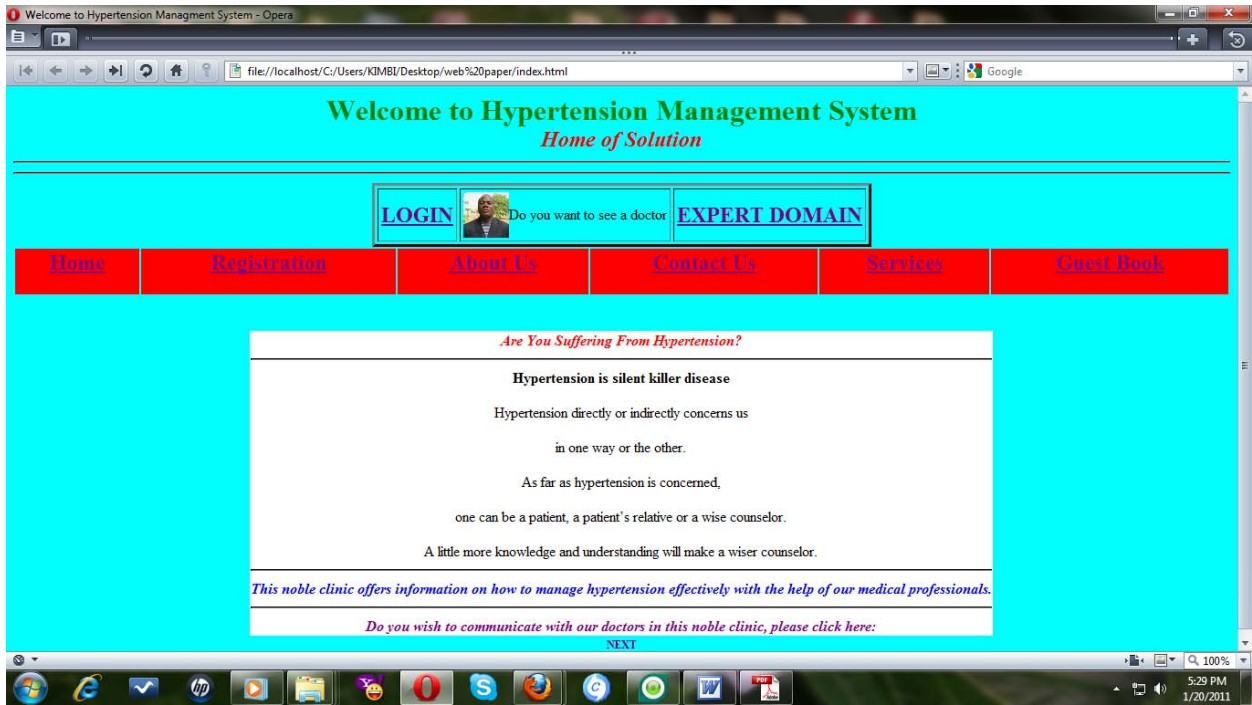 Welcome to Hypertension Managment System - Opera
file://localhost/C:/Users/KIMBI/Desktop/web%20paper/index.html
Google
Welcome to Hypertension Management System
Home of Solution
LOGIN Do you want to see a doctor EXPERT DOMAIN
Home Registration About Us Contact Us Services Guest Book
Are You Suffering From Hypertension?
Hypertension is silent killer disease
Hypertension directly or indirectly concerns us
in one way or the other.
As far as hypertension is concerned,
one can be a patient, a patient's relative or a wise counselor.
A little more knowledge and understanding will make a wiser counselor.
This noble clinic offers information on how to manage hypertension effectively with the help of our medical professionals.
Do you wish to communicate with our doctors in this noble clinic, please click here:
NEXT
100%
5:29 PM
1/20/2011